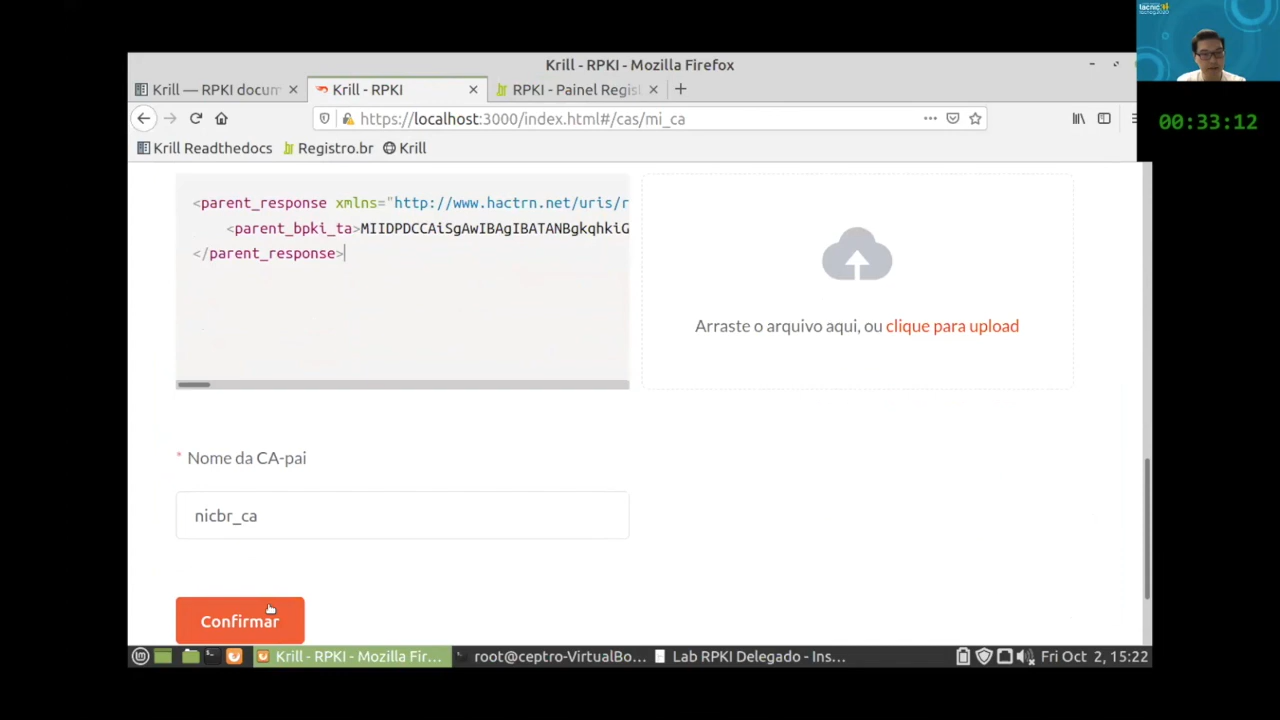 lacnic
Krill - RPKI - Mozilla Firefox
Krill — RPKI docum
Krill - RPKI
RPKI - Painel Regist
00:33:12
https://localhost:3000/index.html#/cas/mi_ca
Krill Readthedocs
Registro.br
Krill
<parent_response xmlns="http://www.hactrn.net/uris/r
<parent_bpki_ta>MIIDPDCCAiSgAwIBAgIBATANBgkqhkiG
</parent_response>
Arraste o arquivo aqui, ou clique para upload
* Nome da CA-pai
nicbr_ca
Confirmar
Krill - RPKI - Mozilla Fir...
root@ceptro-VirtualBo...
Lab RPKI Delegado - Ins...
Fri Oct 2, 15:22